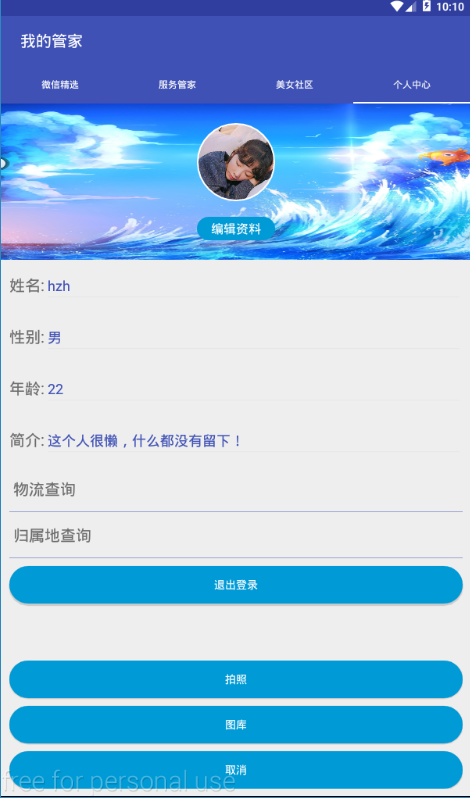 10:10
我的管家
微信精选 服务管家 美女社区 个人中心
编辑资料
姓名: hzh
性别: 男
年龄: 22
简介: 这个人很懒，什么都没有留下！
物流查询
归属地查询
退出登录
拍照
图库
取消
free for personal use